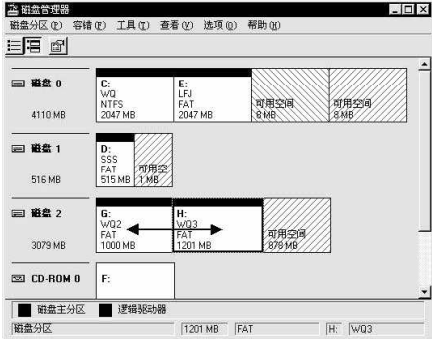 磁盘管理器
磁盘分区(P) 容错(F) 工具(T) 查看(V) 选项(O) 帮助(H)
磁盘 0
4110 MB
C:
WQ
NTFS
2047 MB
E:
LFJ
FAT
2047 MB
可用空间
8 MB
可用空间
8 MB
磁盘 1
516 MB
D:
SSS
FAT
515 MB
可用空
1 MB
磁盘 2
3079 MB
G:
WQ2
FAT
1000 MB
H:
WQ3
FAT
1201 MB
可用空间
878 MB
CD-ROM 0
F:
磁盘主分区 逻辑驱动器
磁盘分区 1201 MB FAT H: WQ3